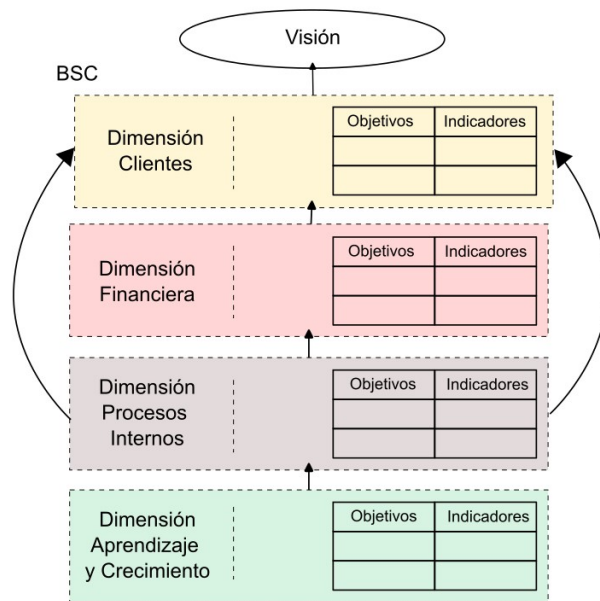 Visión
BSC
Dimensión
Clientes
Objetivos Indicadores
Dimensión
Financiera
Objetivos Indicadores
Dimensión
Procesos
Internos
Objetivos Indicadores
Dimensión
Aprendizaje
y Crecimiento
Objetivos Indicadores